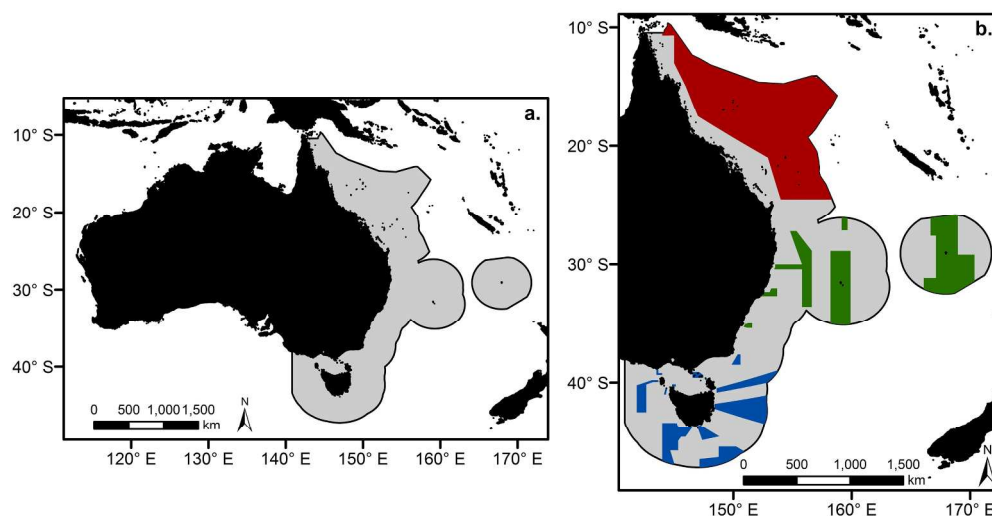 a.
10° S
20° S
30° S
40° S
0 500 1,000 1,500
km
N
120° E 130° E 140° E 150° E 160° E 170° E
b.
10° S
20° S
30° S
40° S
0 500 1,000 1,500
km
N
150° E 160° E 170° E